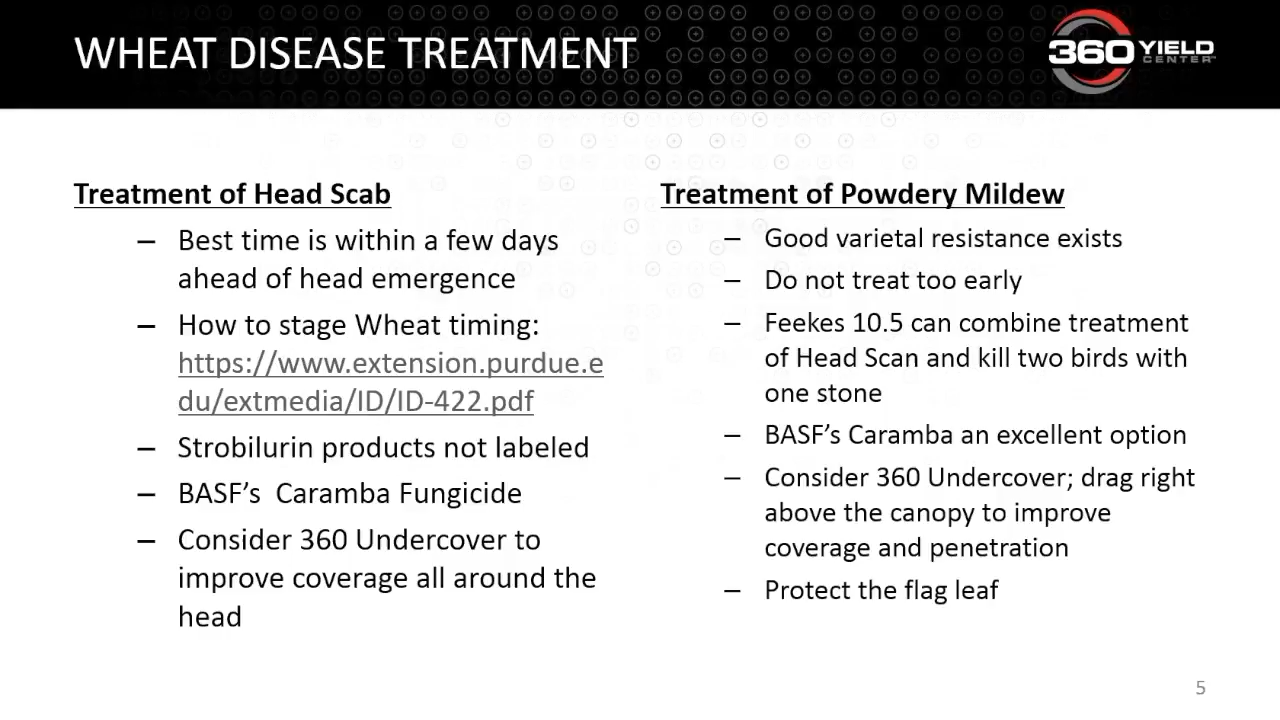 WHEAT DISEASE TREATMENT
360 YIELD
CENTER
Treatment of Head Scab
– Best time is within a few days
ahead of head emergence
– How to stage Wheat timing:
https://www.extension.purdue.e
du/extmedia/ID/ID-422.pdf
– Strobilurin products not labeled
– BASF’s Caramba Fungicide
– Consider 360 Undercover to
improve coverage all around the
head
Treatment of Powdery Mildew
– Good varietal resistance exists
– Do not treat too early
– Feekes 10.5 can combine treatment
of Head Scan and kill two birds with
one stone
– BASF’s Caramba an excellent option
– Consider 360 Undercover; drag right
above the canopy to improve
coverage and penetration
– Protect the flag leaf
5